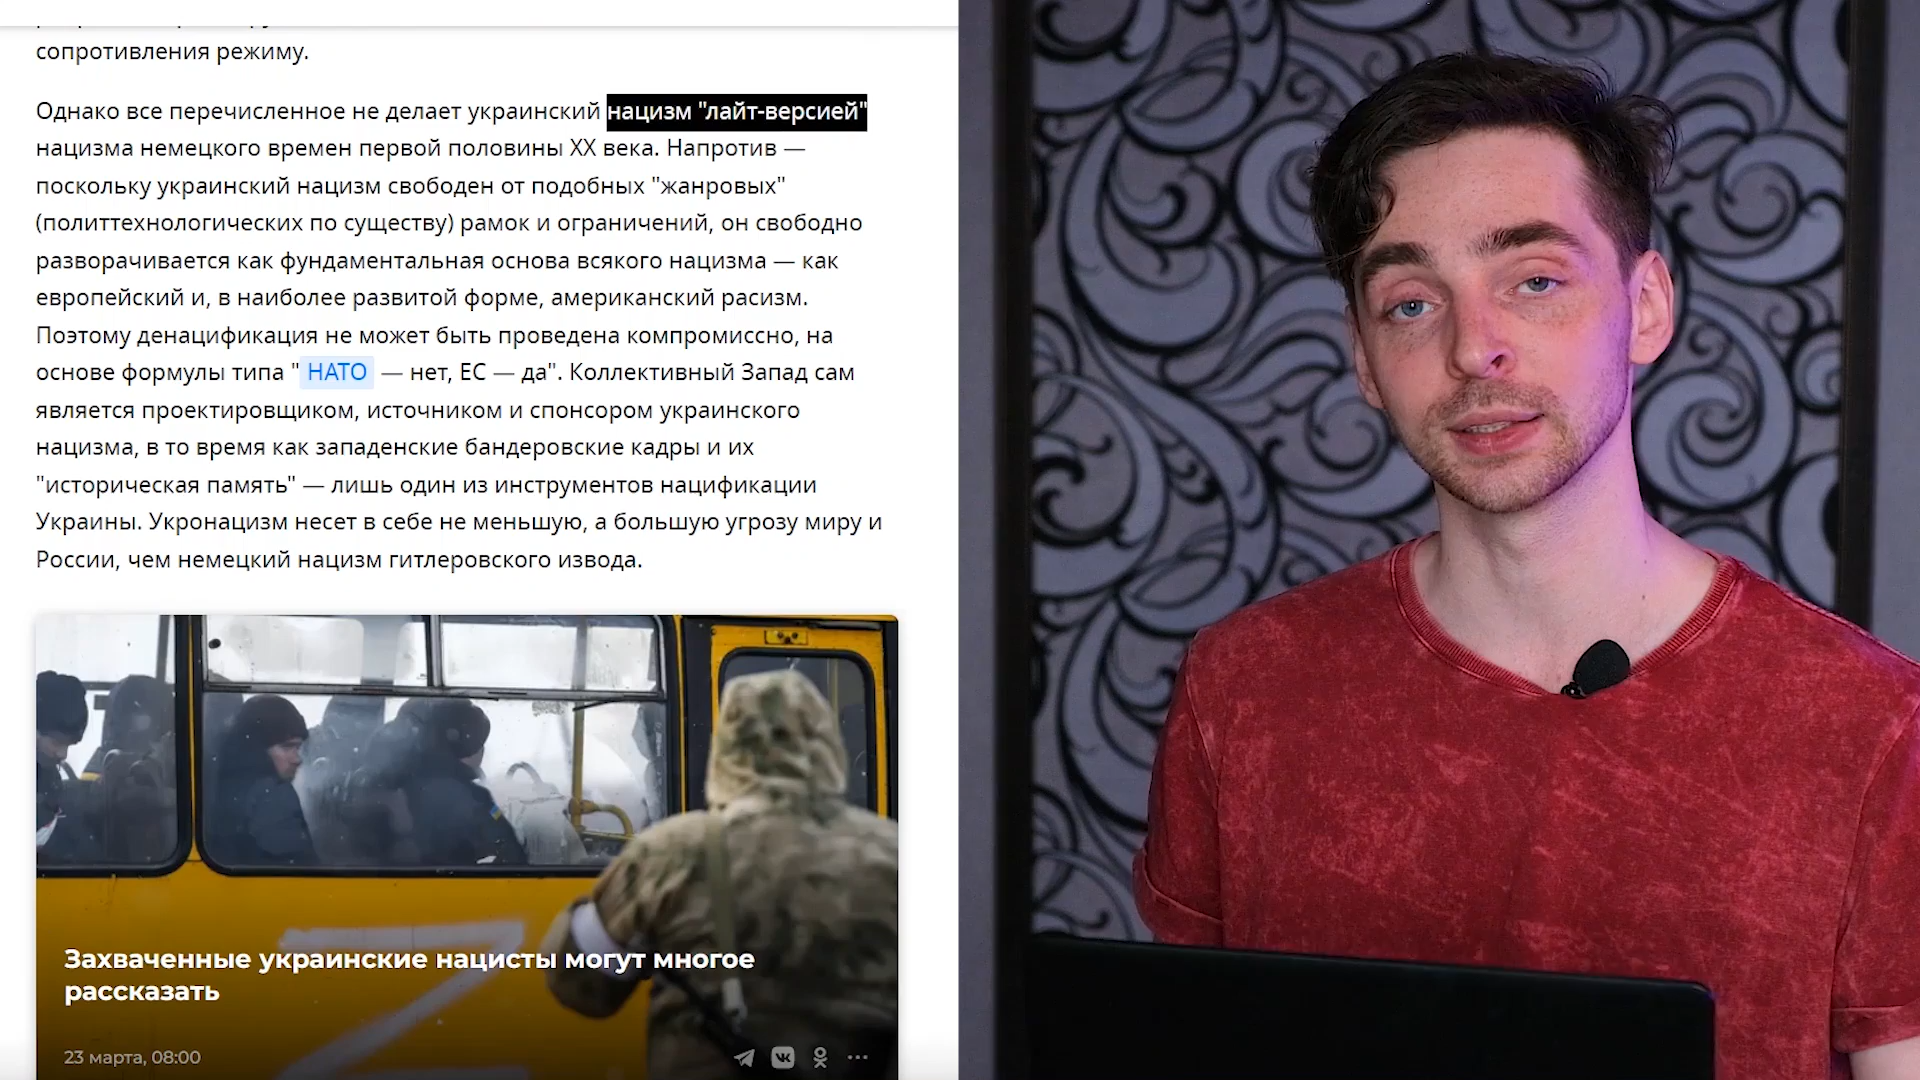 сопротивления режиму.
Однако все перечисленное не делает украинский нацизм "лайт-версией"
нацизма немецкого времен первой половины XX века. Напротив —
поскольку украинский нацизм свободен от подобных "жанровых"
(политтехнологических по существу) рамок и ограничений, он свободно
разворачивается как фундаментальная основа всякого нацизма — как
европейский и, в наиболее развитой форме, американский расизм.
Поэтому денацификация не может быть проведена компромиссно, на
основе формулы типа "НАТО — нет, ЕС — да". Коллективный Запад сам
является проектировщиком, источником и спонсором украинского
нацизма, в то время как западенские бандеровские кадры и их
"историческая память" — лишь один из инструментов нацификации
Украины. Укронацизм несет в себе не меньшую, а большую угрозу миру и
России, чем немецкий нацизм гитлеровского извода.
Захваченные украинские нацисты могут многое
рассказать
23 марта, 08:00